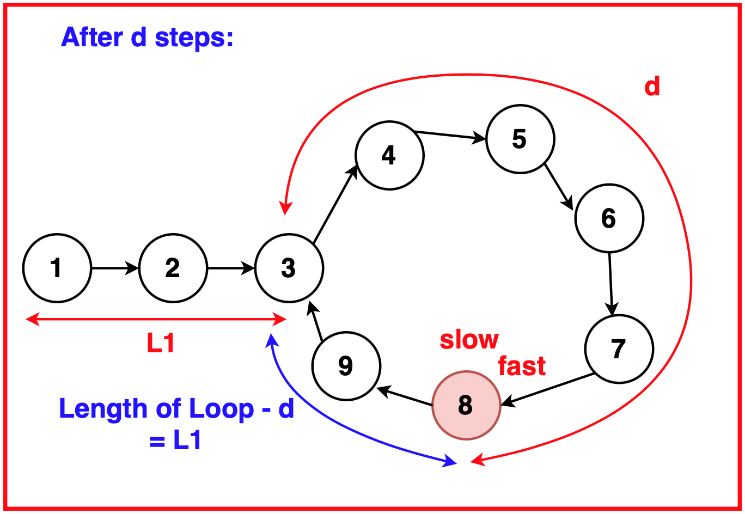 After d steps:
d
4
5
6
1
2
3
L1
slow
fast
7
9
8
Length of Loop - d
= L1